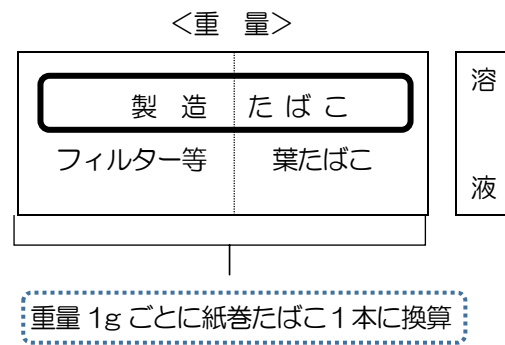 ＜重　量＞
製　造　た ば こ
フィルター等　葉たばこ
溶
液
重量 1g ごとに紙巻たばこ１本に換算